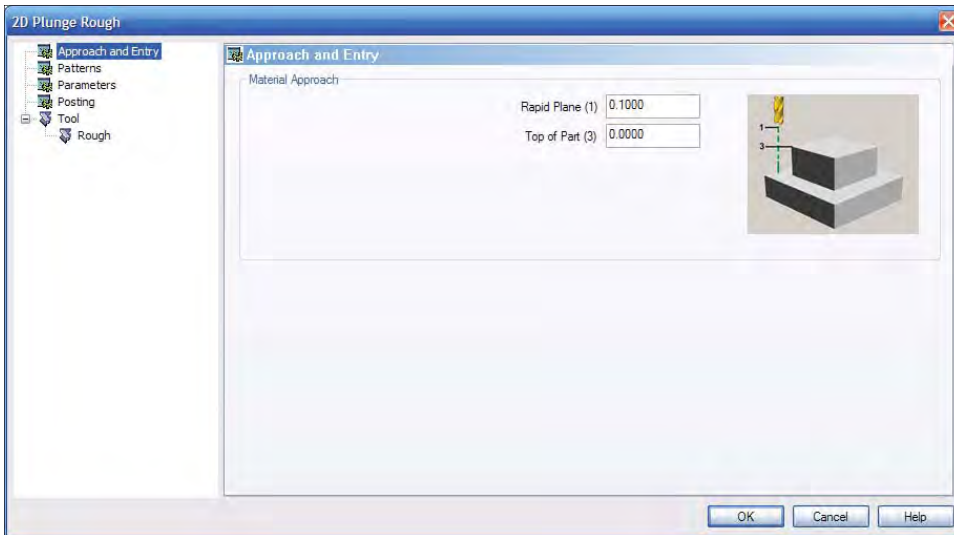 2D Plunge Rough
Approach and Entry
Patterns
Parameters
Posting
Tool
Rough
Approach and Entry
Material Approach
Rapid Plane (1) 0.1000
Top of Part (3) 0.0000
1
3
OK Cancel Help